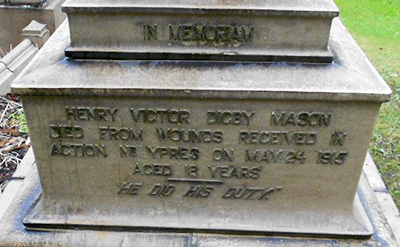 IN MEMORIAM
HENRY VICTOR DIGBY MASON
DIED FROM WOUNDS RECEIVED IN
ACTION NR YPRES ON MAY 24 1915
AGED 18 YEARS
"HE DID HIS DUTY."